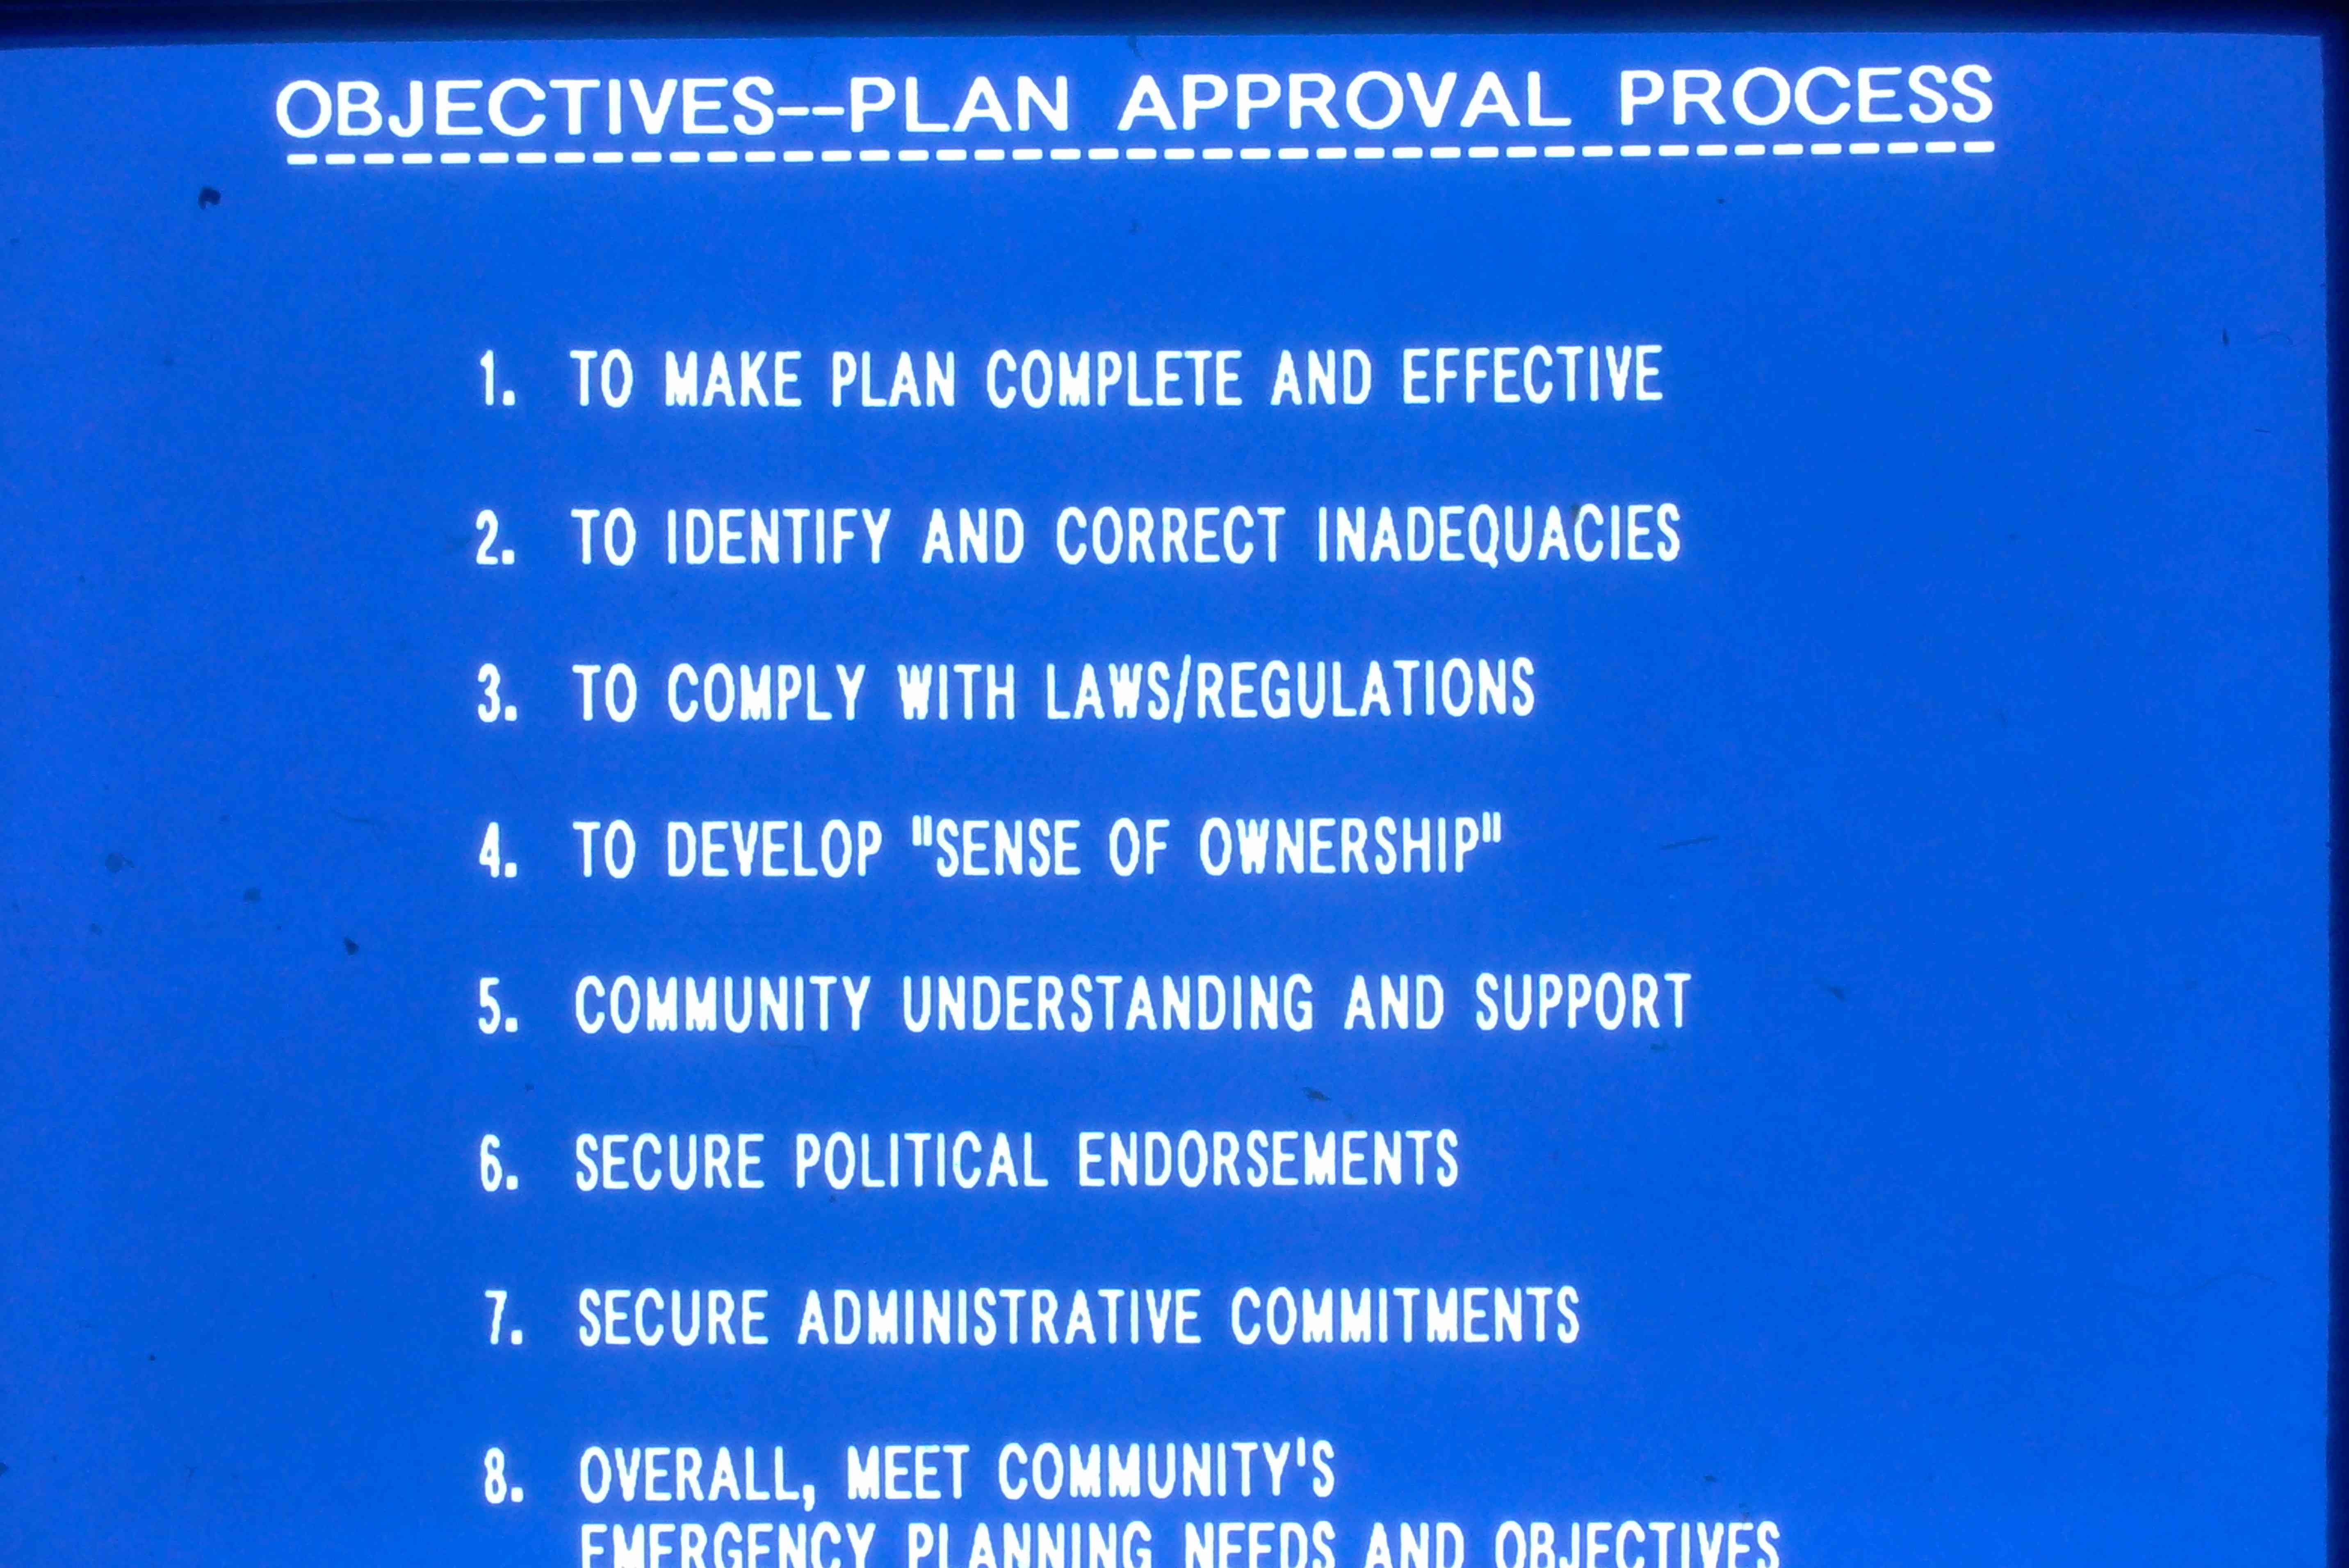 OBJECTIVES--PLAN APPROVAL PROCESS
1. TO MAKE PLAN COMPLETE AND EFFECTIVE
2. TO IDENTIFY AND CORRECT INADEQUACIES
3. TO COMPLY WITH LAWS/REGULATIONS
4. TO DEVELOP "SENSE OF OWNERSHIP"
5. COMMUNITY UNDERSTANDING AND SUPPORT
6. SECURE POLITICAL ENDORSEMENTS
7. SECURE ADMINISTRATIVE COMMITMENTS
8. OVERALL, MEET COMMUNITY'S
EMERGENCY PLANNING NEEDS AND OBJECTIVES